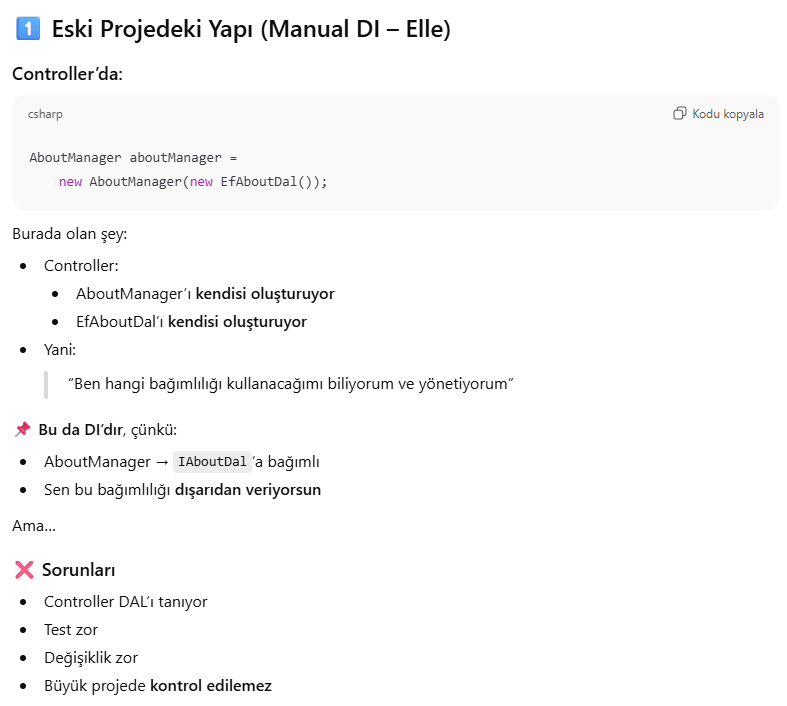 1 Eski Projedeki Yapı (Manual DI – Elle)
Controller’da:
csharp
Kodu kopyala
AboutManager aboutManager =
new AboutManager(new EfAboutDal());
Burada olan şey:
• Controller:
• AboutManager’ı kendisi oluşturuyor
• EfAboutDal’ı kendisi oluşturuyor
• Yani:
“Ben hangi bağımlılığı kullanacağımı biliyorum ve yönetiyorum”
📌 Bu da DI’dır, çünkü:
• AboutManager → IAboutDal ’a bağımlı
• Sen bu bağımlılığı dışarıdan veriyorsun
Ama…
❌ Sorunları
• Controller DAL’ı tanıyor
• Test zor
• Değişiklik zor
• Büyük projede kontrol edilemez